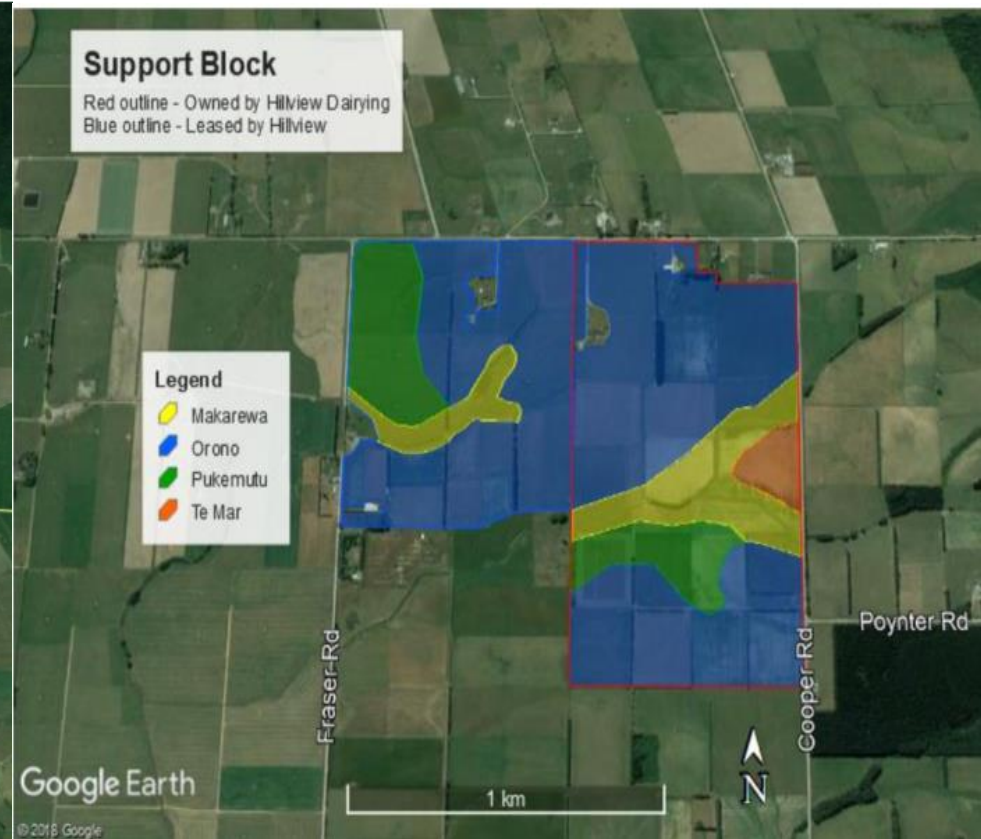 Support Block
Red outline - Owned by Hillview Dairying
Blue outline - Leased by Hillview
Legend
Makarewa
Orono
Pukemutu
Te Mar
Fraser Rd
Cooper Rd
Poynter Rd
N
1 km
Google Earth
© 2018 Google